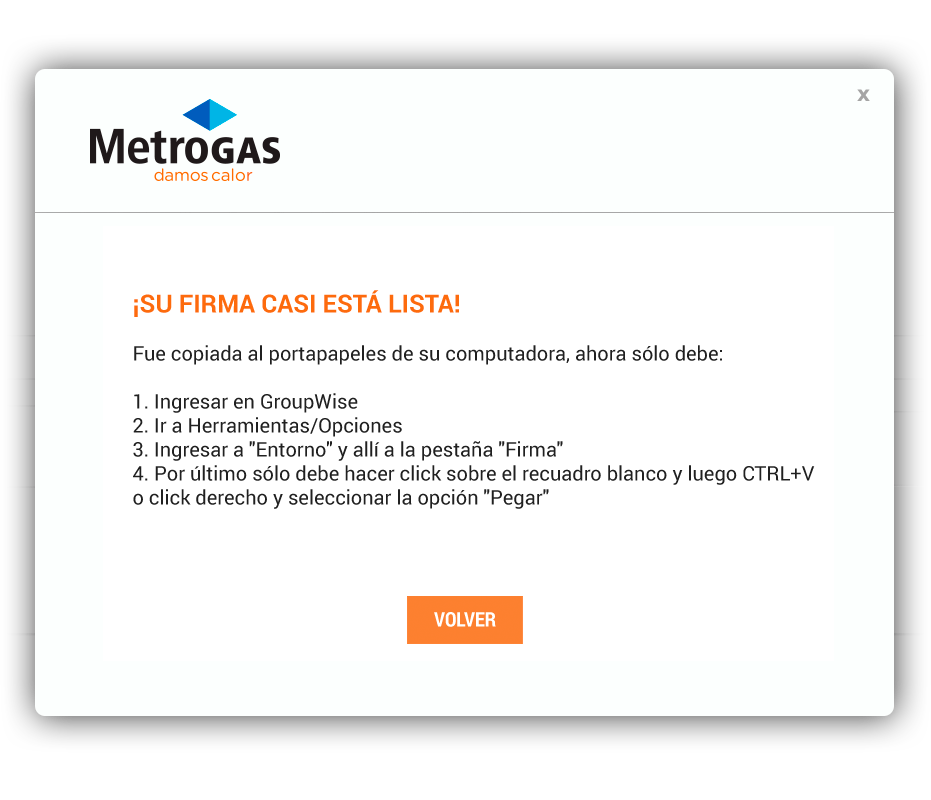 x
MetroGAS
damos calor
¡SU FIRMA CASI ESTÁ LISTA!
Fue copiada al portapapeles de su computadora, ahora sólo debe:
1. Ingresar en GroupWise
2. Ir a Herramientas/Opciones
3. Ingresar a "Entorno" y allí a la pestaña "Firma"
4. Por último sólo debe hacer click sobre el recuadro blanco y luego CTRL+V
o click derecho y seleccionar la opción "Pegar"
VOLVER